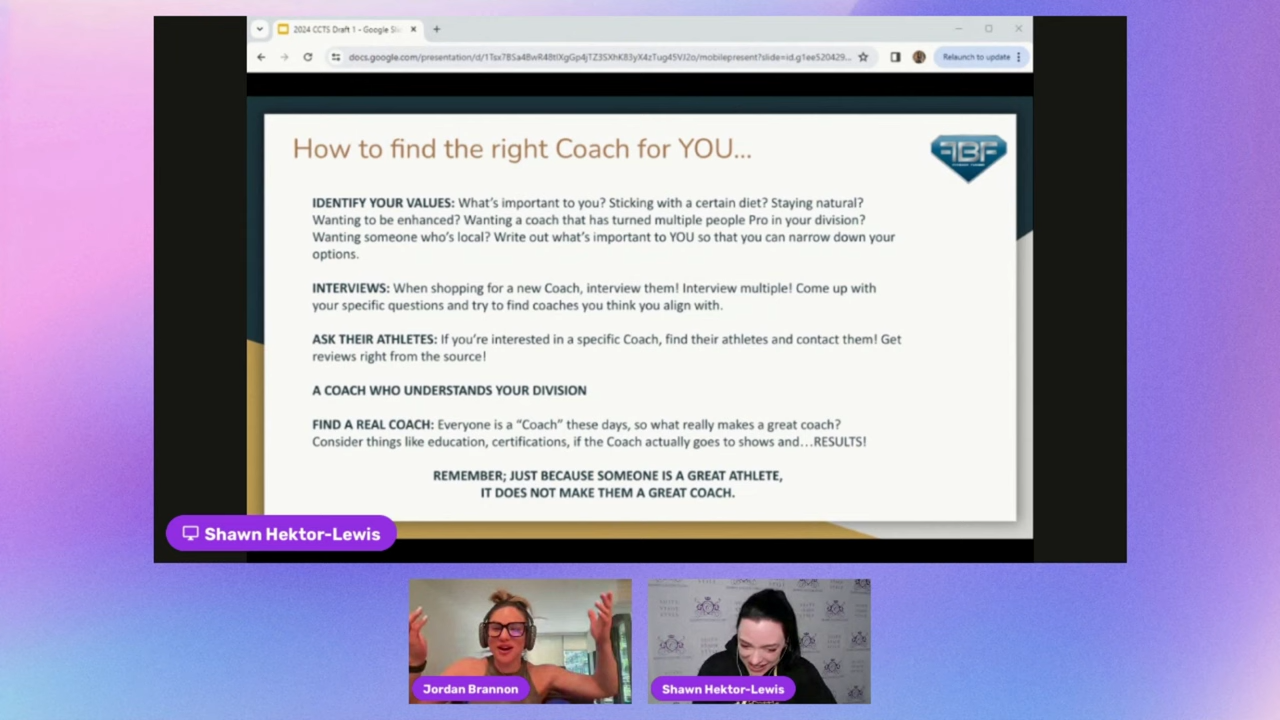 2024 CCTS Draft 1 - Google Sli
Relaunch to update
How to find the right Coach for YOU...
FBF
IDENTIFY YOUR VALUES: What's important to you? Sticking with a certain diet? Staying natural?
Wanting to be enhanced? Wanting a coach that has turned multiple people Pro in your division?
Wanting someone who's local? Write out what's important to YOU so that you can narrow down your
options.
INTERVIEWS: When shopping for a new Coach, interview them! Interview multiple! Come up with
your specific questions and try to find coaches you think you align with.
ASK THEIR ATHLETES: If you're interested in a specific Coach, find their athletes and contact them! Get
reviews right from the source!
A COACH WHO UNDERSTANDS YOUR DIVISION
FIND A REAL COACH: Everyone is a “Coach” these days, so what really makes a great coach?
Consider things like education, certifications, if the Coach actually goes to shows and...RESULTS!
REMEMBER; JUST BECAUSE SOMEONE IS A GREAT ATHLETE,
IT DOES NOT MAKE THEM A GREAT COACH.
Shawn Hektor-Lewis
Jordan Brannon
Shawn Hektor-Lewis